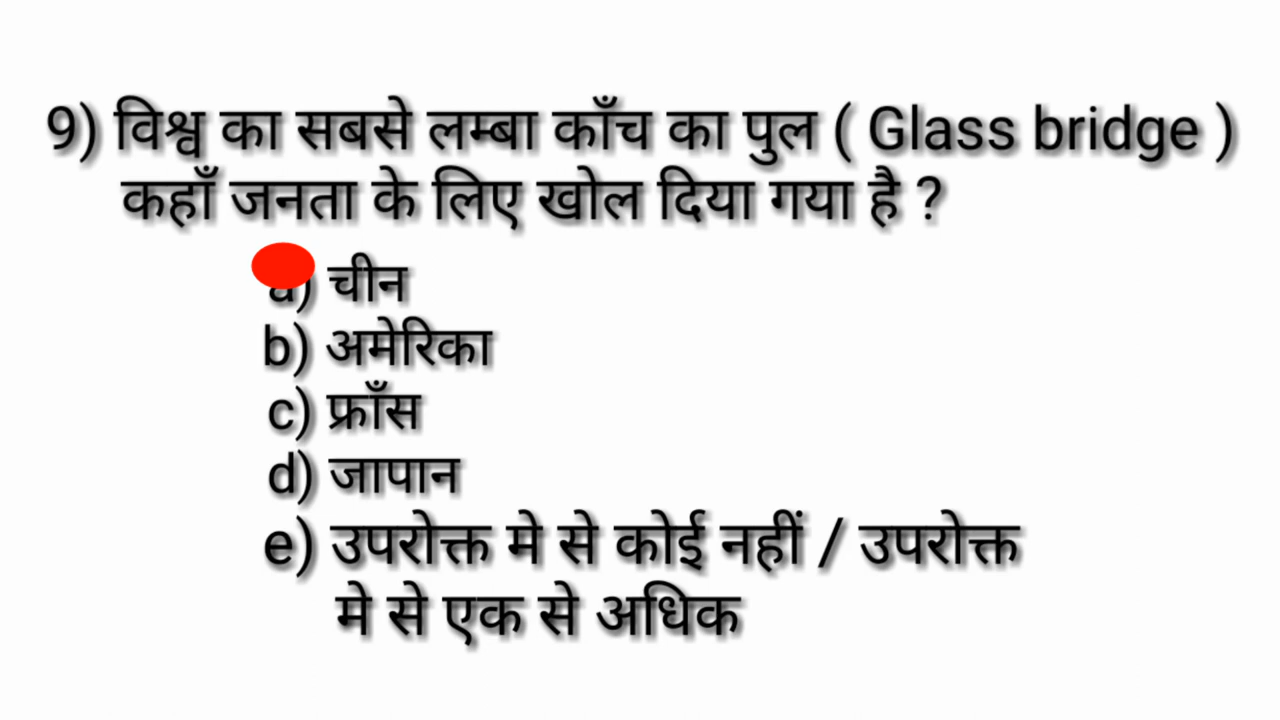 9) विश्व का सबसे लम्बा काँच का पुल ( Glass bridge )
कहाँ जनता के लिए खोल दिया गया है ?
a) चीन
b) अमेरिका
c) फ्राँस
d) जापान
e) उपरोक्त मे से कोई नहीं / उपरोक्त
मे से एक से अधिक